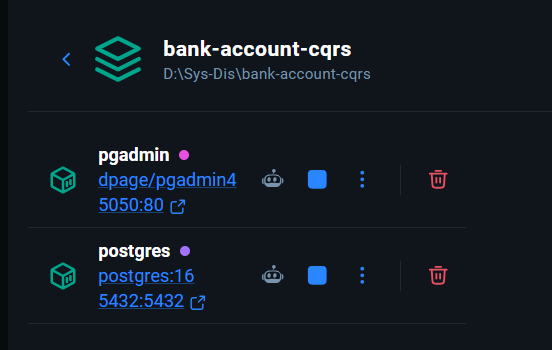 bank-account-cqrs
D:\Sys-Dis\bank-account-cqrs
pgadmin
dpage/pgadmin4
5050:80
postgres
postgres:16
5432:5432